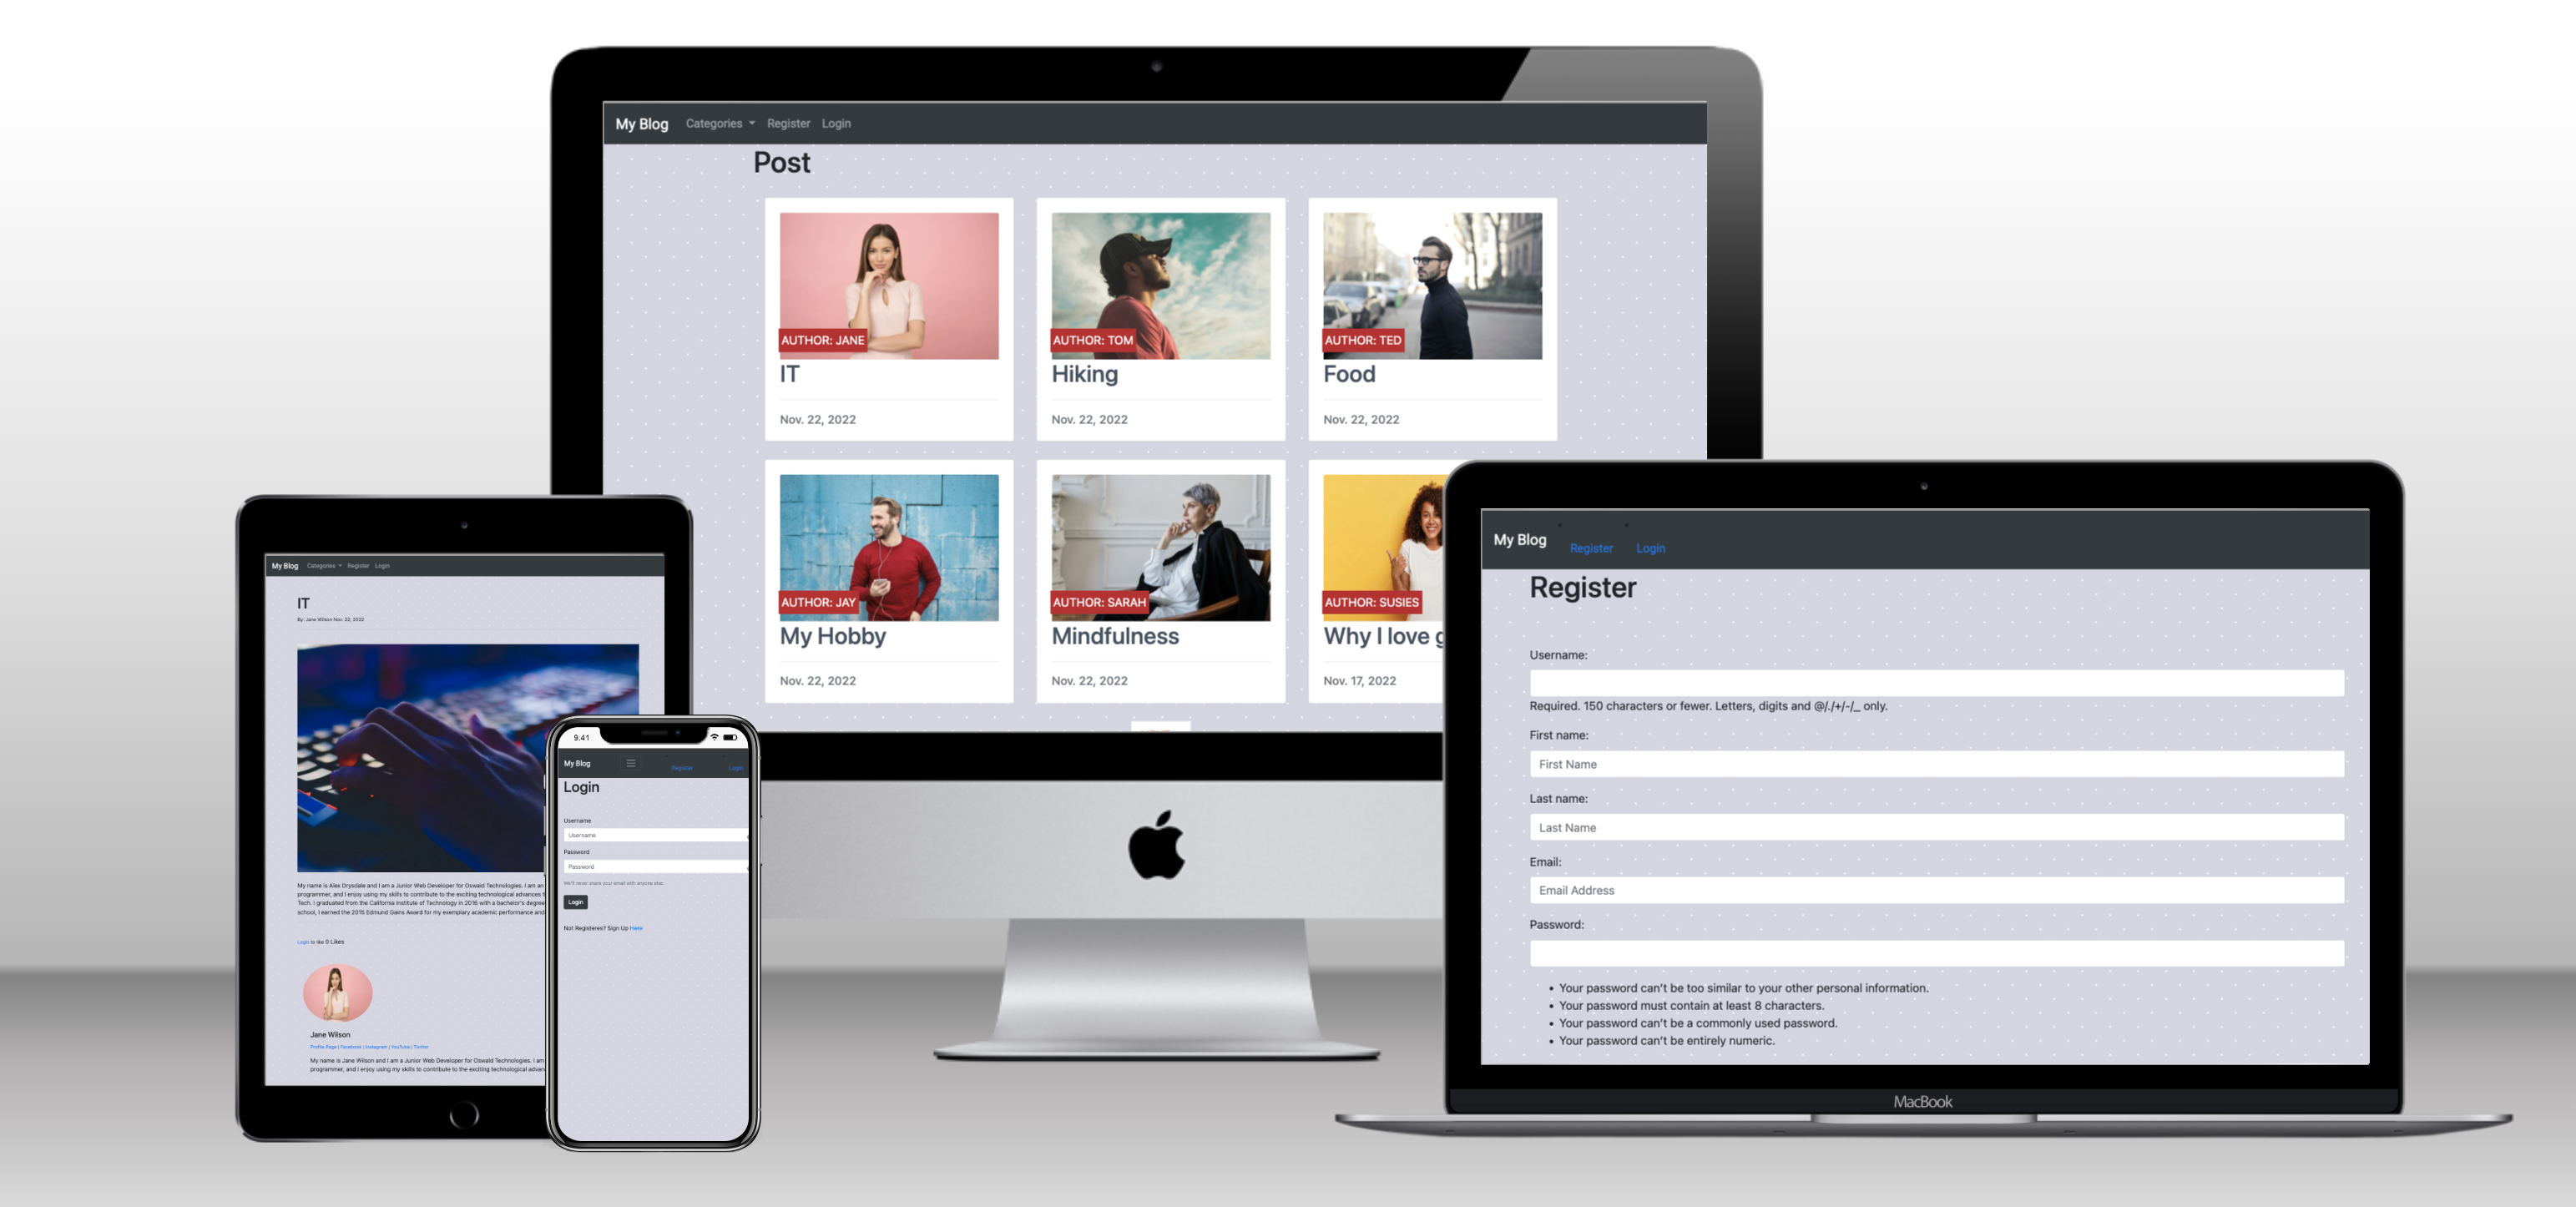 My Blog Categories Register Login
Post
AUTHOR: JANE
IT
Nov. 22, 2022
AUTHOR: TOM
Hiking
Nov. 22, 2022
AUTHOR: TED
Food
Nov. 22, 2022
AUTHOR: JAY
My Hobby
Nov. 22, 2022
AUTHOR: SARAH
Mindfulness
Nov. 22, 2022
AUTHOR: SUSIES
Why I love
Nov. 17, 2022
My Blog Categories Register Login
IT
By: Jane Wilson Nov. 22, 2022
My name is Alex Drysdale and I am a Junior Web Developer for Oswald Technologies. I am an
programmer, and I enjoy using my skills to contribute to the exciting technological advances
Tech. I graduated from the California Institute of Technology in 2016 with a bachelor's degree
school, I earned the 2015 Edmund Gains Award for my exemplary academic performance and
Login to like 0 Likes
Jane Wilson
Profile Page | Facebook | Instagram | YouTube | Twitter
My name is Jane Wilson and I am a Junior Web Developer for Oswald Technologies. I am
programmer, and I enjoy using my skills to contribute to the exciting technological
9.41
My Blog Register Login
Login
Username
Username
Password
Password
We'll never share your email with anyone else.
Login
Not Registeres? Sign Up Here
My Blog Register Login
Register
Username:
Required. 150 characters or fewer. Letters, digits and @/./+/-/_ only.
First name:
First Name
Last name:
Last Name
Email:
Email Address
Password:
• Your password can't be too similar to your other personal information.
• Your password must contain at least 8 characters.
• Your password can't be a commonly used password.
• Your password can't be entirely numeric.
MacBook